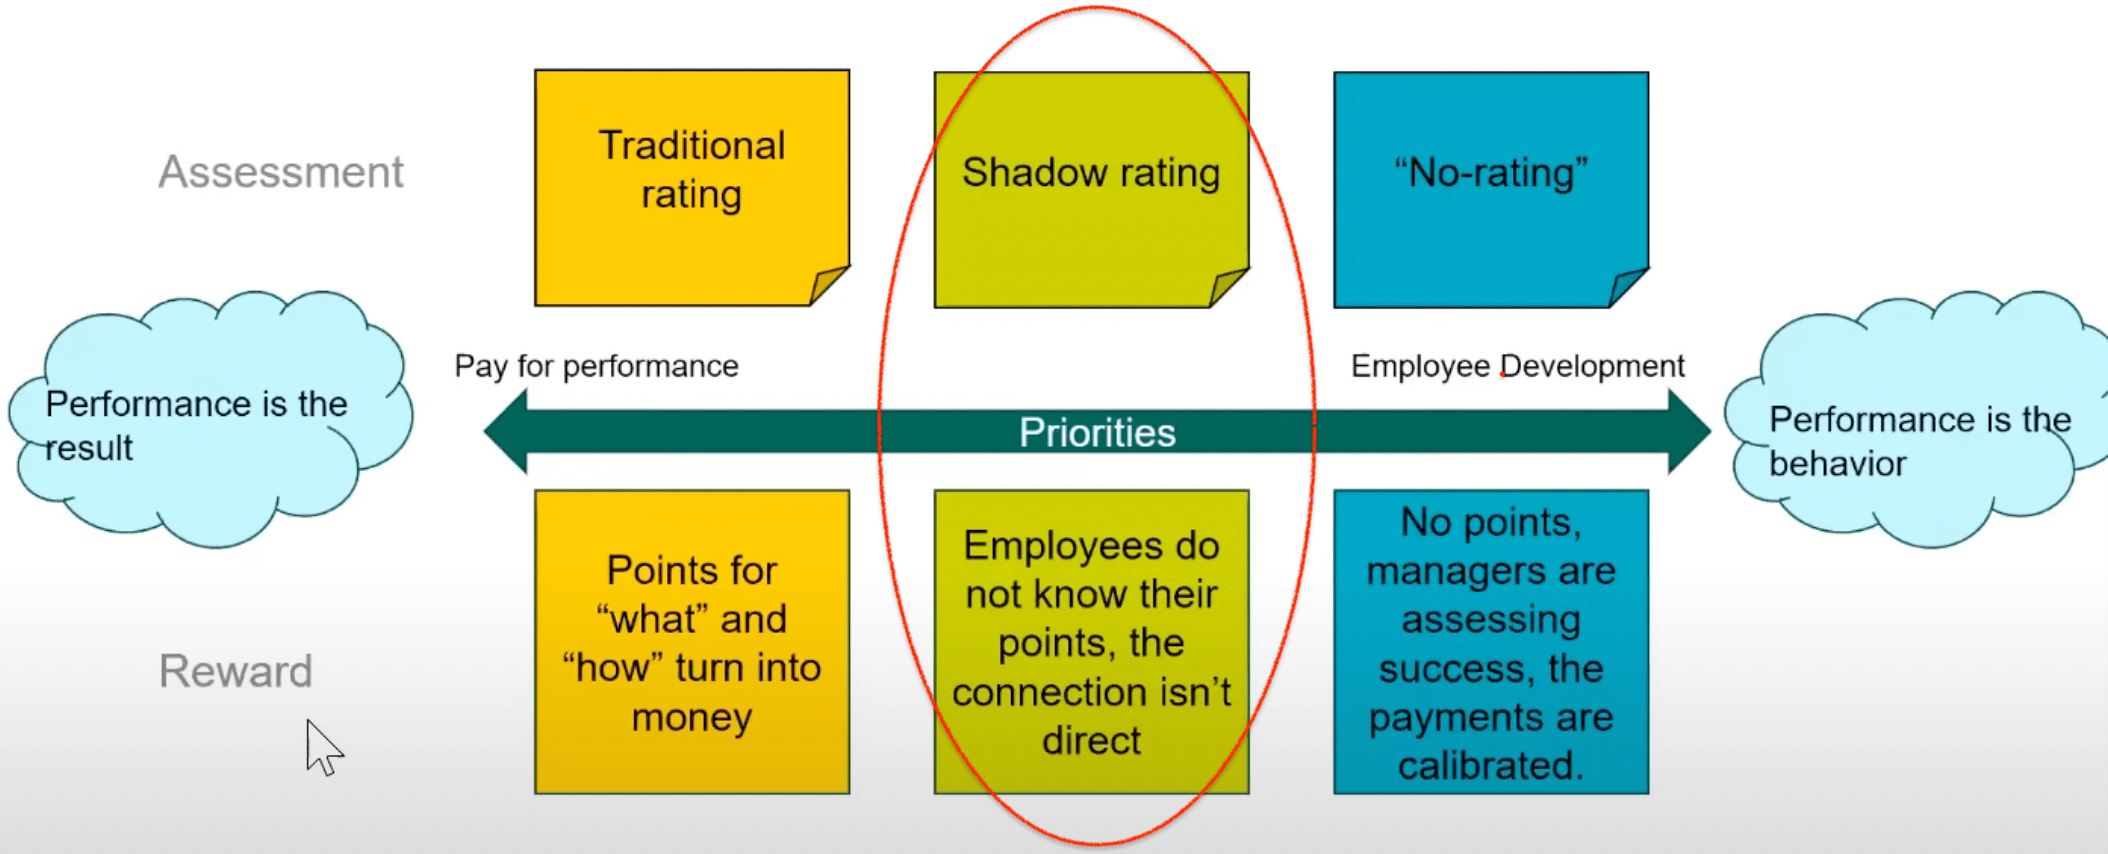 Assessment
Traditional
rating
Shadow rating
“No-rating”
Pay for performance
Employee Development
Performance is the
result
Priorities
Performance is the
behavior
Reward
Points for
“what” and
“how” turn into
money
Employees do
not know their
points, the
connection isn’t
direct
No points,
managers are
assessing
success, the
payments are
calibrated.